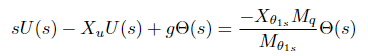 sU(s) − X_u U(s) + gΘ(s) = \frac{−X_{θ_{1s}} M_q}{M_{θ_{1s}}} Θ(s)